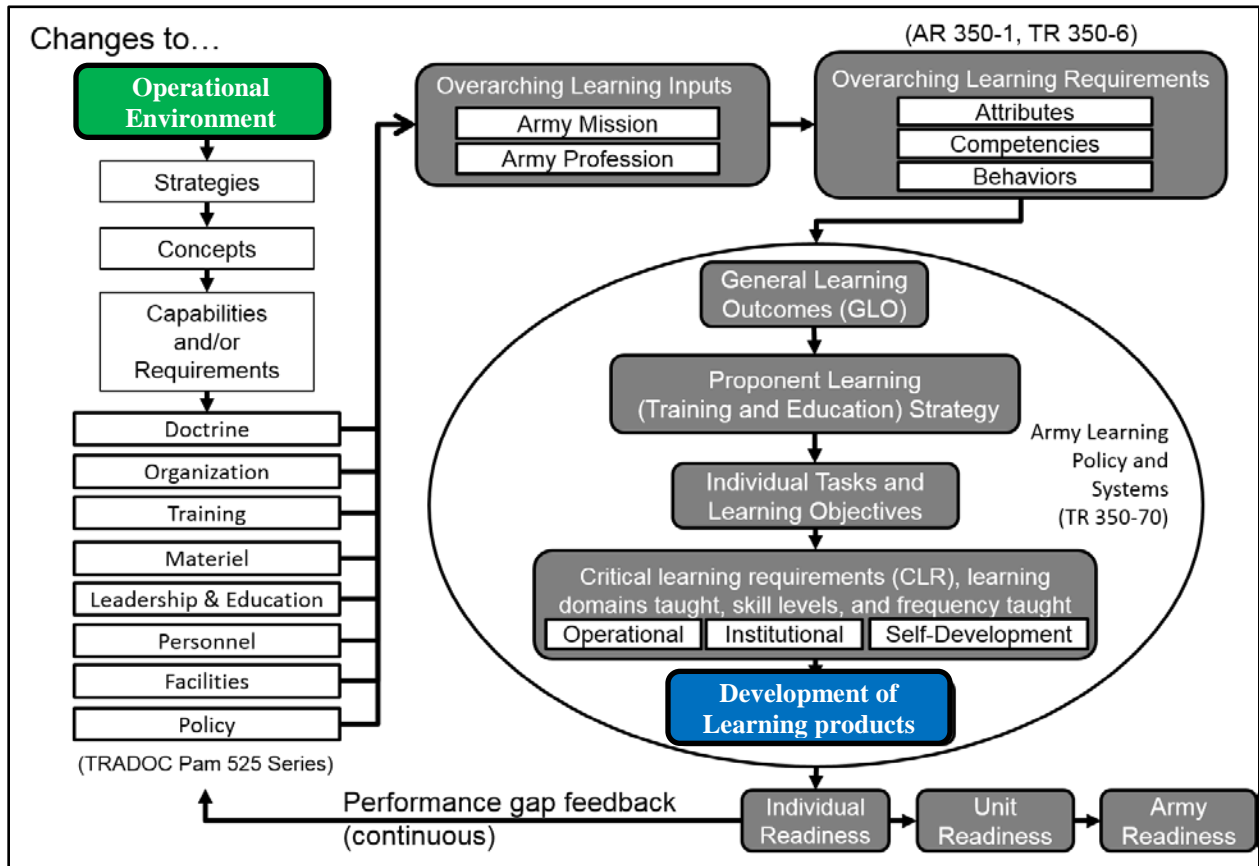 Changes to…
Operational
Environment
Strategies
Concepts
Capabilities
and/or
Requirements
Doctrine
Organization
Training
Materiel
Leadership & Education
Personnel
Facilities
Policy
(TRADOC Pam 525 Series)
Overarching Learning Inputs
Army Mission
Army Profession
(AR 350-1, TR 350-6)
Overarching Learning Requirements
Attributes
Competencies
Behaviors
General Learning
Outcomes (GLO)
Proponent Learning
(Training and Education) Strategy
Individual Tasks and
Learning Objectives
Critical learning requirements (CLR), learning
domains taught, skill levels, and frequency taught
Operational
Institutional
Self-Development
Development of
Learning products
Army Learning
Policy and
Systems
(TR 350-70)
Individual
Readiness
Unit
Readiness
Army
Readiness
Performance gap feedback
(continuous)